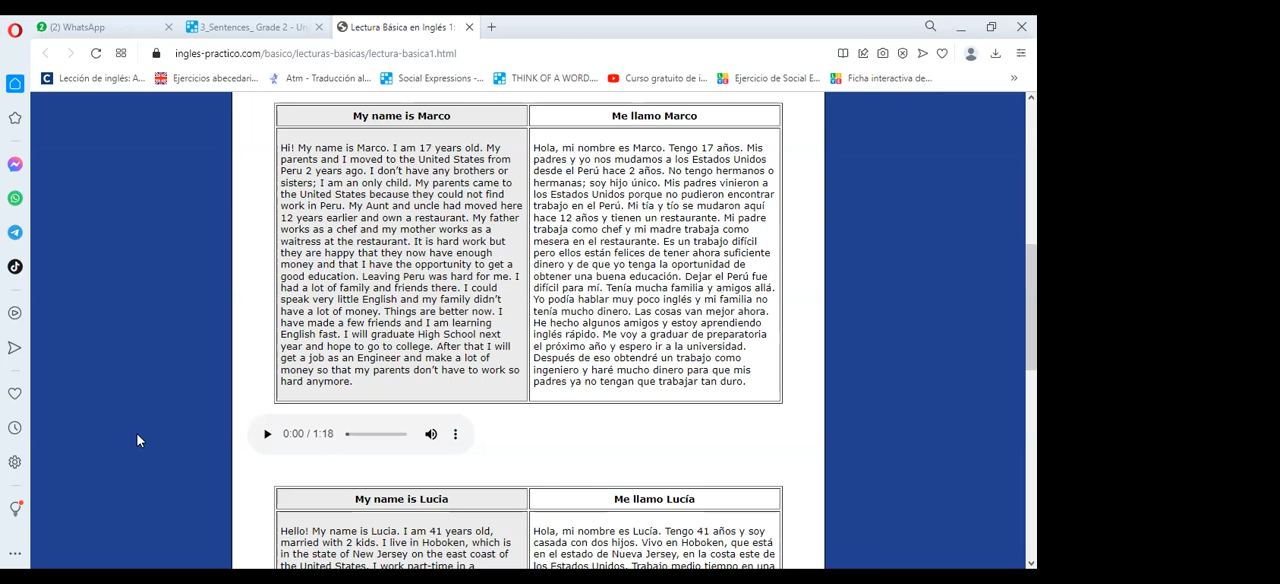 2
(2) WhatsApp
3_Sentences_ Grade 2 - Un
Lectura Básica en Inglés 1:
ingles-practico.com/basico/lecturas-basicas/lectura-basica1.html
Lección de inglés: A...
Ejercicios abecedari...
Atm - Traducción al...
Social Expressions -...
THINK OF A WORD....
Curso gratuito de i...
Ejercicio de Social E...
Ficha interactiva de...
»
My name is Marco
Hi! My name is Marco. I am 17 years old. My
parents and I moved to the United States from
Peru 2 years ago. I don't have any brothers or
sisters; I am an only child. My parents came to
the United States because they could not find
work in Peru. My Aunt and uncle had moved here
12 years earlier and own a restaurant. My father
works as a chef and my mother works as a
waitress at the restaurant. It is hard work but
they are happy that they now have enough
money and that I have the opportunity to get a
good education. Leaving Peru was hard for me. I
had a lot of family and friends there. I could
speak very little English and my family didn't
have a lot of money. Things are better now. I
have made a few friends and I am learning
English fast. I will graduate High School next
year and hope to go to college. After that I will
get a job as an Engineer and make a lot of
money so that my parents don't have to work so
hard anymore.
Me llamo Marco
Hola, mi nombre es Marco. Tengo 17 años. Mis
padres y yo nos mudamos a los Estados Unidos
desde el Perú hace 2 años. No tengo hermanos o
hermanas; soy hijo único. Mis padres vinieron a
los Estados Unidos porque no pudieron encontrar
trabajo en el Perú. Mi tía y tío se mudaron aquí
hace 12 años y tienen un restaurante. Mi padre
trabaja como chef y mi madre trabaja como
mesera en el restaurante. Es un trabajo difícil
pero ellos están felices de tener ahora suficiente
dinero y de que yo tenga la oportunidad de
obtener una buena educación. Dejar el Perú fue
difícil para mí. Tenía mucha familia y amigos allá.
Yo podía hablar muy poco inglés y mi familia no
tenía mucho dinero. Las cosas van mejor ahora.
He hecho algunos amigos y estoy aprendiendo
inglés rápido. Me voy a graduar de preparatoria
el próximo año y espero ir a la universidad.
Después de eso obtendré un trabajo como
ingeniero y haré mucho dinero para que mis
padres ya no tengan que trabajar tan duro.
0:00 / 1:18
My name is Lucia
Hello! My name is Lucia. I am 41 years old,
married with 2 kids. I live in Hoboken, which is
in the state of New Jersey on the east coast of
the United States. I work part-time in a
Me llamo Lucía
Hola, mi nombre es Lucía. Tengo 41 años y soy
casada con dos hijos. Vivo en Hoboken, que está
en el estado de Nueva Jersey, en la costa este de
los Estados Unidos. Trabajo medio tiempo en una